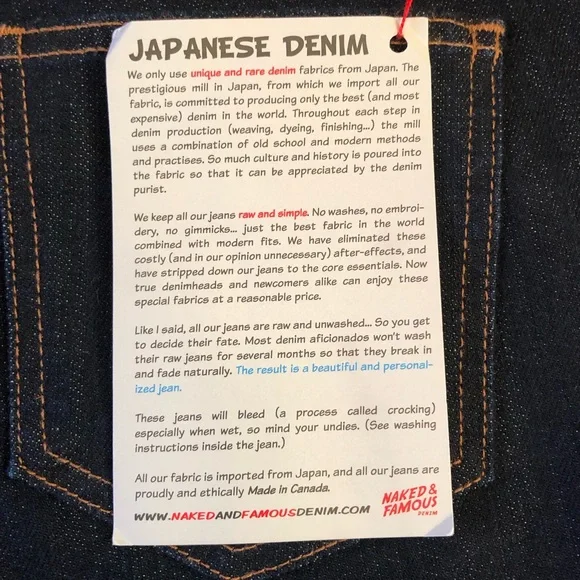 JAPANESE DENIM
We only use unique and rare denim fabrics from Japan. The
prestigious mill in Japan, from which we import all our
fabric, is committed to producing only the best (and most
expensive) denim in the world. Throughout each step in
denim production (weaving, dyeing, finishing...) the mill
uses a combination of old school and modern methods
and practises. So much culture and history is poured into
the fabric so that it can be appreciated by the denim
purist.
We keep all our jeans raw and simple. No washes, no embroi-
dery, no gimmicks... just the best fabric in the world
combined with modern fits. We have eliminated these
costly (and in our opinion unnecessary) after-effects, and
have stripped down our jeans to the core essentials. Now
true denimheads and newcomers alike can enjoy these
special fabrics at a reasonable price.
Like I said, all our jeans are raw and unwashed... So you get
to decide their fate. Most denim aficionados won't wash
their raw jeans for several months so that they break in
and fade naturally. The result is a beautiful and personal-
ized jean.
These jeans will bleed (a process called crocking)
especially when wet, so mind your undies. (See washing
instructions inside the jean.)
All our fabric is imported from Japan, and all our jeans are
proudly and ethically Made in Canada.
WWW.NAKEDANDFAMOUSDENIM.COM
NAKED &
FAMOUS
DENIM